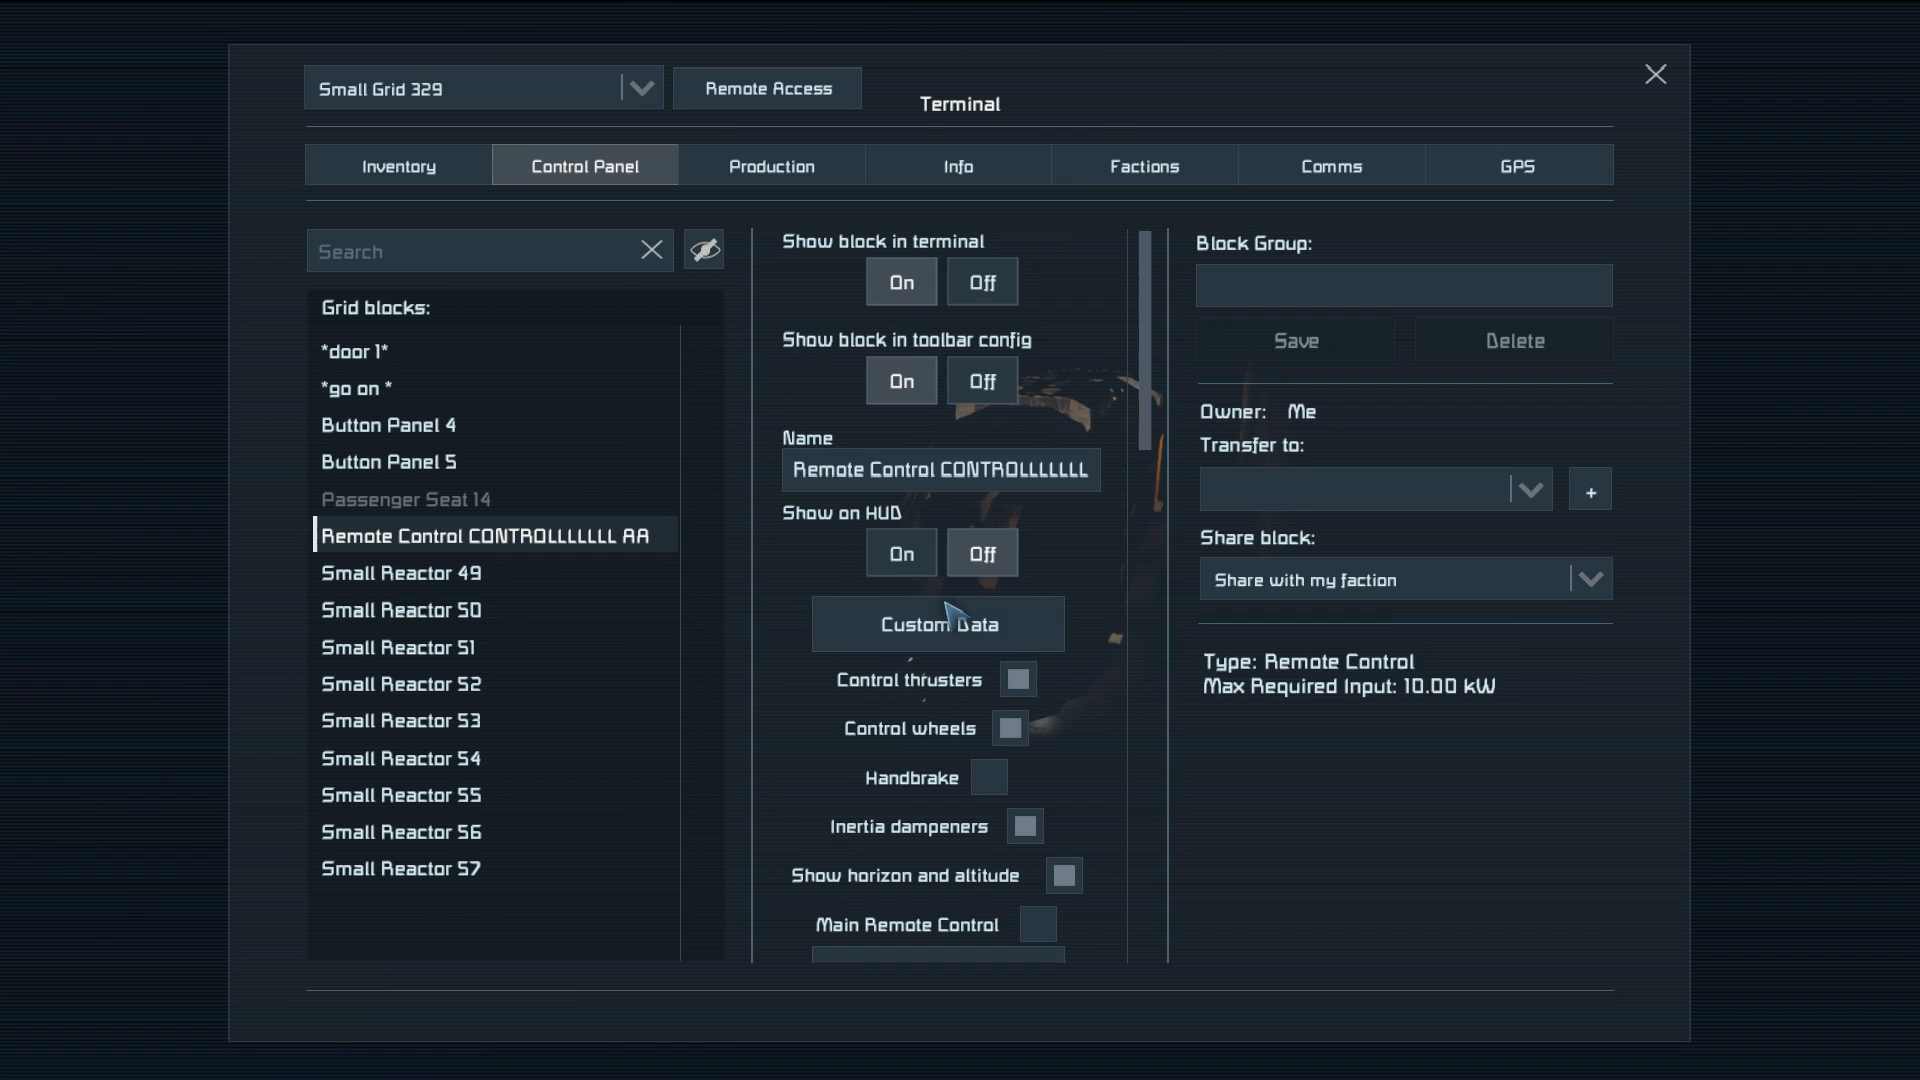 Small Grid 329
Remote Access
Terminal
Inventory
Control Panel
Production
Info
Factions
Comms
GPS
Search
Grid blocks:
*door 1*
*go on *
Button Panel 4
Button Panel 5
Passenger Seat 14
Remote Control CONTROLLLLLLL AA
Small Reactor 49
Small Reactor 50
Small Reactor 51
Small Reactor 52
Small Reactor 53
Small Reactor 54
Small Reactor 55
Small Reactor 56
Small Reactor 57
Show block in terminal
On
Off
Show block in toolbar config
On
Off
Name
Remote Control CONTROLLLLLLL
Show on HUD
On
Off
Custom Data
Control thrusters
Control wheels
Handbrake
Inertia dampeners
Show horizon and altitude
Main Remote Control
Block Group:
Save
Delete
Owner: Me
Transfer to:
+
Share block:
Share with my faction
Type: Remote Control
Max Required Input: 10.00 kW